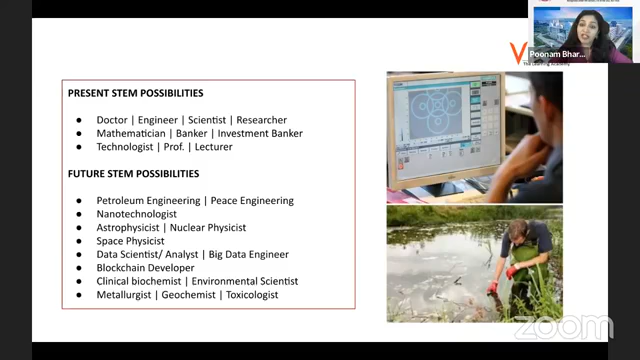 PRESENT STEM POSSIBILITIES
● Doctor | Engineer | Scientist | Researcher
● Mathematician | Banker | Investment Banker
● Technologist | Prof. | Lecturer
FUTURE STEM POSSIBILITIES
● Petroleum Engineering | Peace Engineering
● Nanotechnologist
● Astrophysicist | Nuclear Physicist
● Space Physicist
● Data Scientist/ Analyst | Big Data Engineer
● Blockchain Developer
● Clinical biochemist | Environmental Scientist
● Metallurgist | Geochemist | Toxicologist
Poonam Bhar...
V
The Learning Academy
zoom